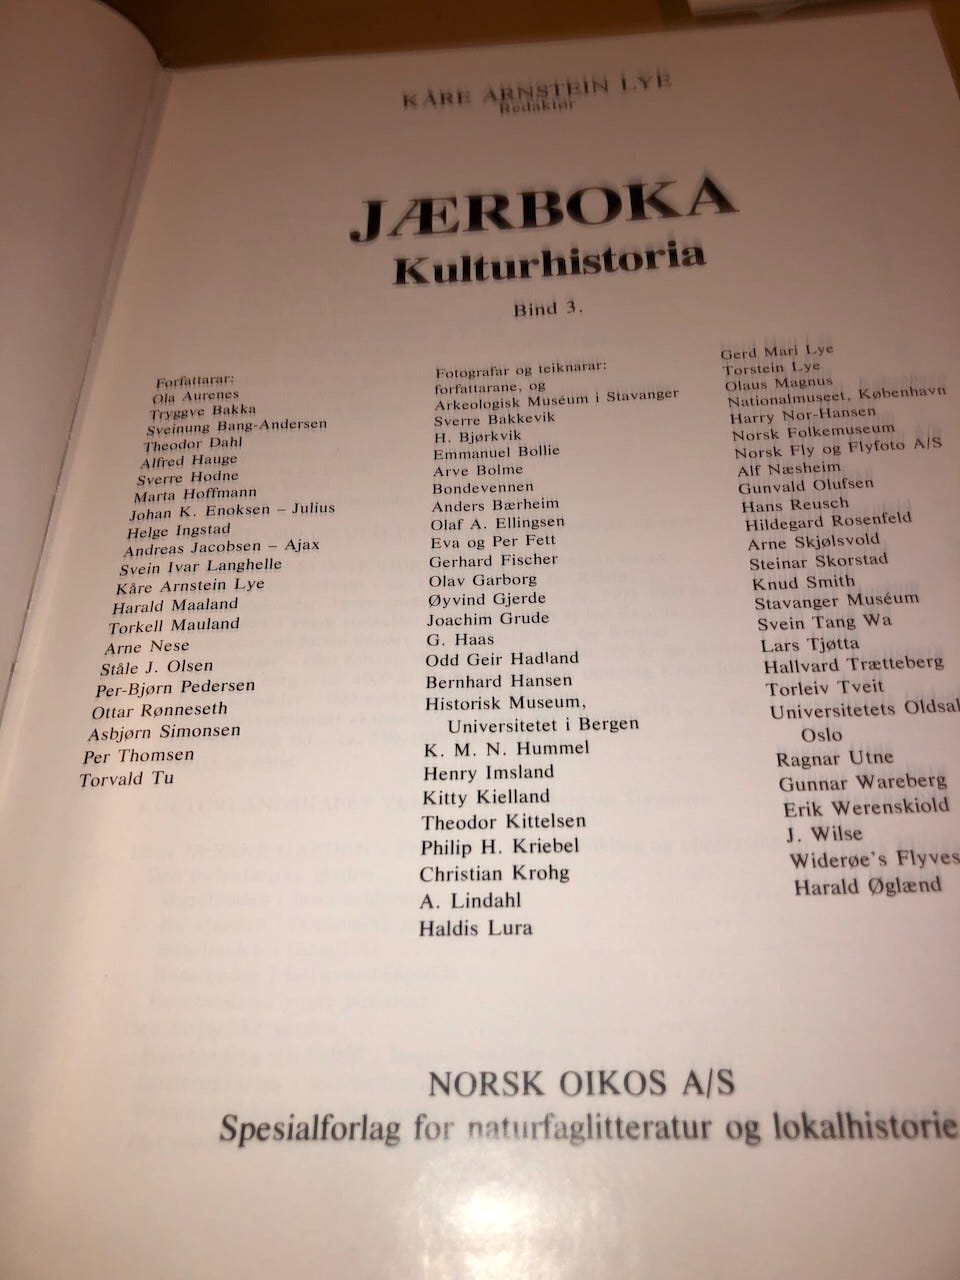 KÅRE ARNSTEIN LYE
Redaktør
JÆRBOKA
Kulturhistoria
Bind 3.
Forfattarar:
Ola Aurenes
Tryggve Bakka
Sveinung Bang-Andersen
Theodor Dahl
Alfred Hauge
Sverre Hodne
Marta Hoffmann
Johan K. Enoksen – Julius
Helge Ingstad
Andreas Jacobsen – Ajax
Svein Ivar Langhelle
Kåre Arnstein Lye
Harald Maaland
Torkell Mauland
Arne Nese
Ståle J. Olsen
Per-Bjørn Pedersen
Ottar Rønneseth
Asbjørn Simonsen
Per Thomsen
Torvald Tu
Fotografar og teiknarar:
forfattarane, og
Arkeologisk Muséum i Stavanger
Sverre Bakkevik
H. Bjørkvik
Emmanuel Bollie
Arve Bolme
Bondevennen
Anders Bærheim
Olaf A. Ellingsen
Eva og Per Fett
Gerhard Fischer
Olav Garborg
Øyvind Gjerde
Joachim Grude
G. Haas
Odd Geir Hadland
Bernhard Hansen
Historisk Museum,
Universitetet i Bergen
K. M. N. Hummel
Henry Imsland
Kitty Kielland
Theodor Kittelsen
Philip H. Kriebel
Christian Krohg
A. Lindahl
Haldis Lura
Gerd Mari Lye
Torstein Lye
Olaus Magnus
Nationalmuseet, København
Harry Nor-Hansen
Norsk Folkemuseum
Norsk Fly og Flyfoto A/S
Alf Næsheim
Gunvald Olufsen
Hans Reusch
Hildegard Rosenfeld
Arne Skjølsvold
Steinar Skorstad
Knud Smith
Stavanger Muséum
Svein Tang Wa
Lars Tjøtta
Hallvard Trætteberg
Torleiv Tveit
Universitetets Oldsal
Oslo
Ragnar Utne
Gunnar Wareberg
Erik Werenskiold
J. Wilse
Widerøe's Flyves
Harald Øglænd
NORSK OIKOS A/S
Spesialforlag for naturfaglitteratur og lokalhistorie